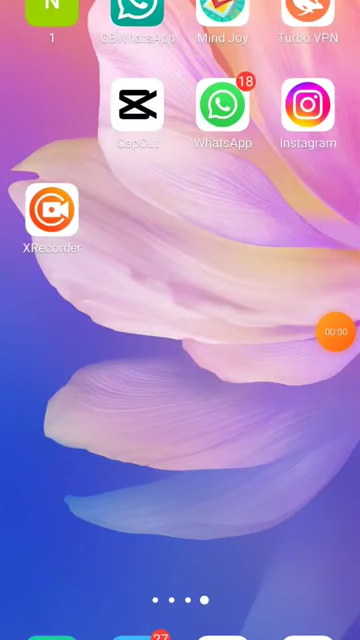 N
1
GBWhatsApp
Mind Joy
Turbo VPN
18
CapCut
WhatsApp
Instagram
XRecorder
00:00
27